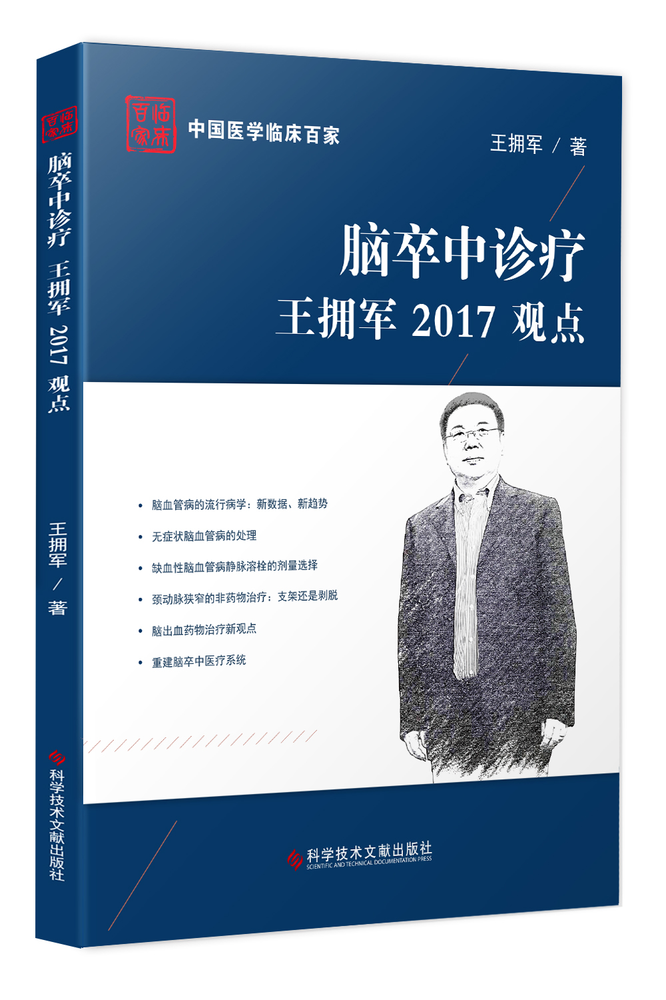 临床
百家
中国医学临床百家
王拥军 / 著
脑卒中诊疗
王拥军 2017 观点
• 脑血管病的流行病学：新数据、新趋势
• 无症状脑血管病的处理
• 缺血性脑血管病静脉溶栓的剂量选择
• 颈动脉狭窄的非药物治疗：支架还是剥脱
• 脑出血药物治疗新观点
• 重建脑卒中医疗系统
科学技术文献出版社
SCIENTIFIC AND TECHNICAL DOCUMENTATION PRESS
临床
百家
脑卒中诊疗 王拥军 2017 观点
王拥军 / 著
科学技术文献出版社